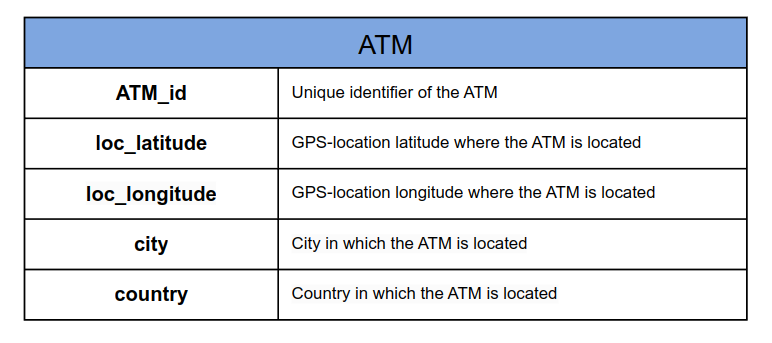 ATM
ATM_id
Unique identifier of the ATM
loc_latitude
GPS-location latitude where the ATM is located
loc_longitude
GPS-location longitude where the ATM is located
city
City in which the ATM is located
country
Country in which the ATM is located